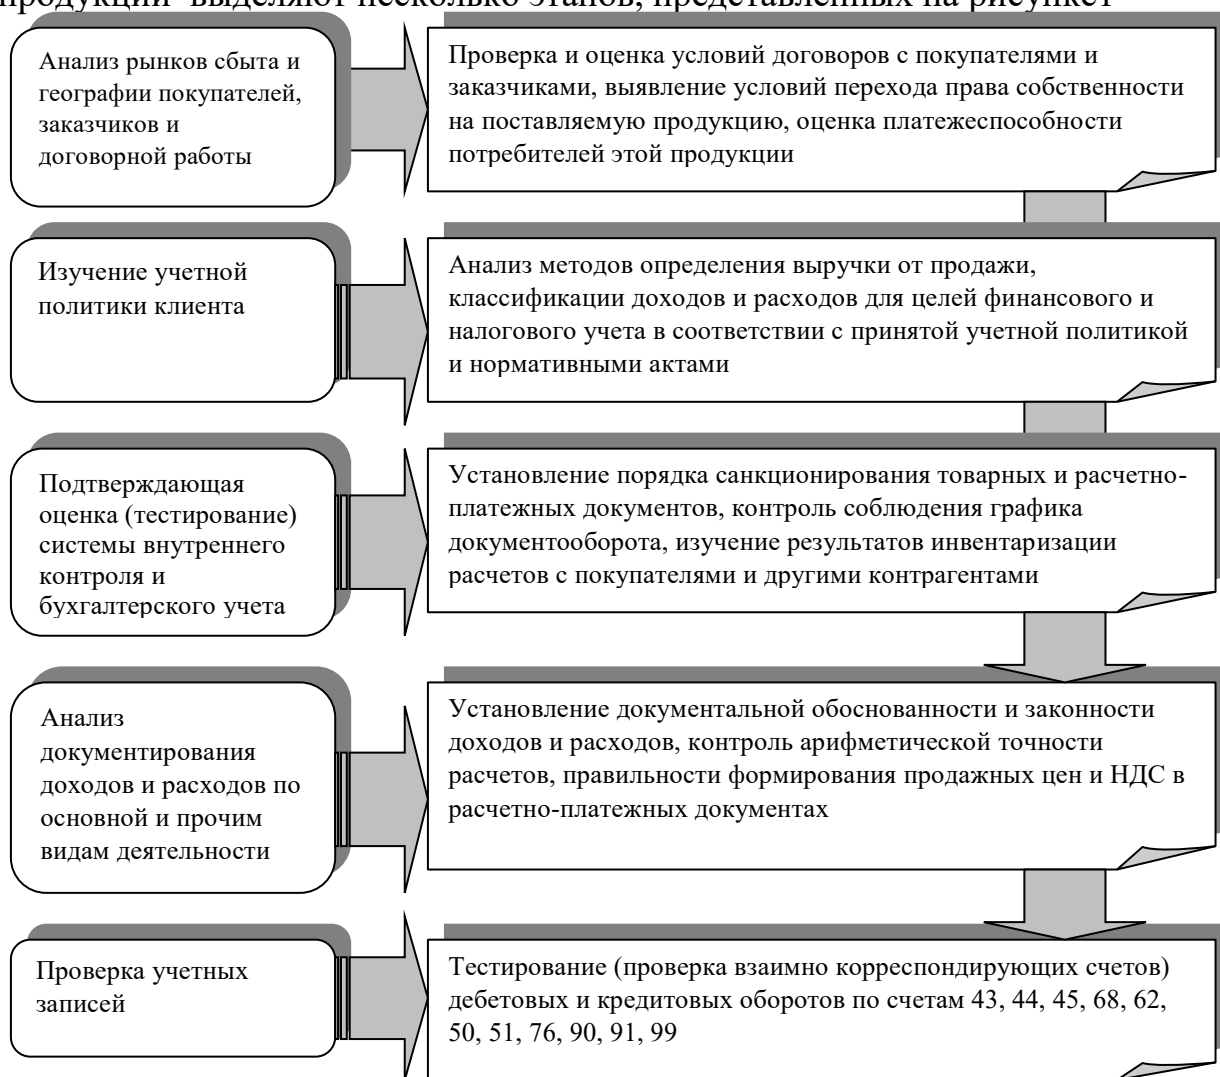 продукции выделяют несколько этапов, представленных на рисунке1
Анализ рынков сбыта и
географии покупателей,
заказчиков и
договорной работы
Проверка и оценка условий договоров с покупателями и
заказчиками, выявление условий перехода права собственности
на поставляемую продукцию, оценка платежеспособности
потребителей этой продукции
Изучение учетной
политики клиента
Анализ методов определения выручки от продажи,
классификации доходов и расходов для целей финансового и
налогового учета в соответствии с принятой учетной политикой
и нормативными актами
Подтверждающая
оценка (тестирование)
системы внутреннего
контроля и
бухгалтерского учета
Установление порядка санкционирования товарных и расчетно-
платежных документов, контроль соблюдения графика
документооборота, изучение результатов инвентаризации
расчетов с покупателями и другими контрагентами
Анализ
документирования
доходов и расходов по
основной и прочим
видам деятельности
Установление документальной обоснованности и законности
доходов и расходов, контроль арифметической точности
расчетов, правильности формирования продажных цен и НДС в
расчетно-платежных документах
Проверка учетных
записей
Тестирование (проверка взаимно корреспондирующих счетов)
дебетовых и кредитовых оборотов по счетам 43, 44, 45, 68, 62,
50, 51, 76, 90, 91, 99